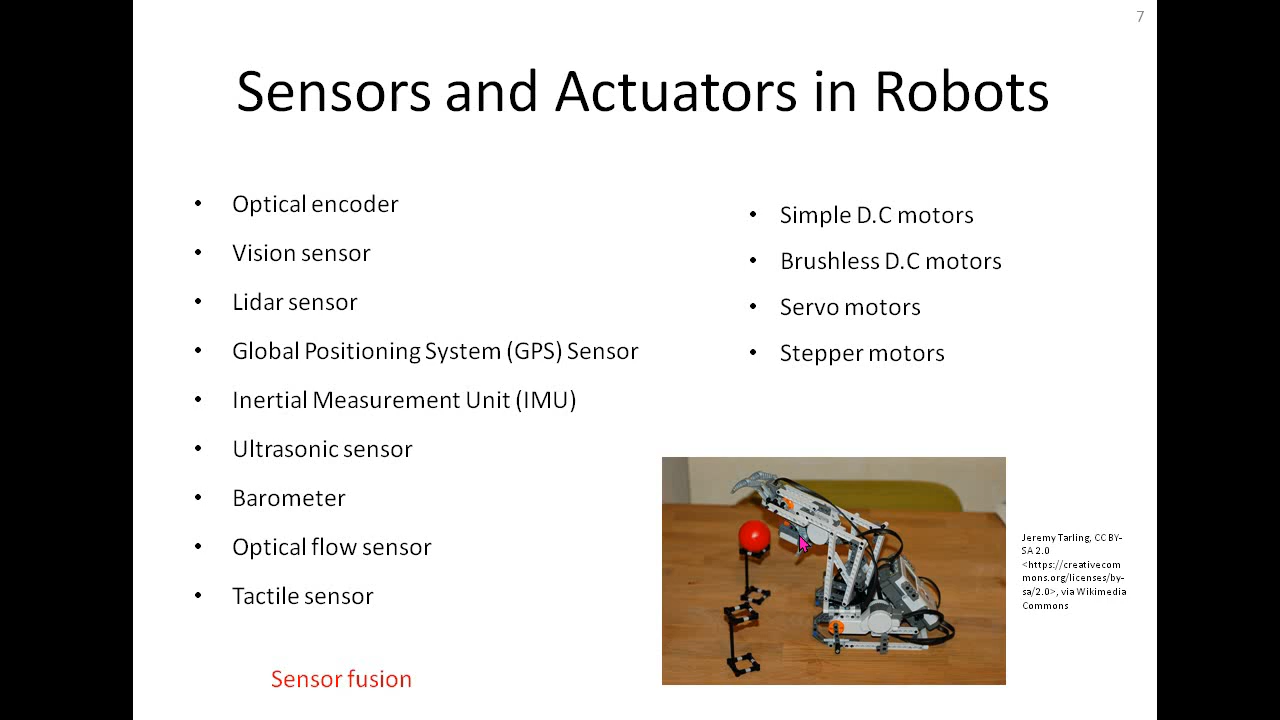 7
Sensors and Actuators in Robots
• Optical encoder
• Vision sensor
• Lidar sensor
• Global Positioning System (GPS) Sensor
• Inertial Measurement Unit (IMU)
• Ultrasonic sensor
• Barometer
• Optical flow sensor
• Tactile sensor
Sensor fusion
• Simple D.C motors
• Brushless D.C motors
• Servo motors
• Stepper motors
Jeremy Tarling, CC BY-
SA 2.0
<https://creativecom
mons.org/licenses/by-
sa/2.0>, via Wikimedia
Commons